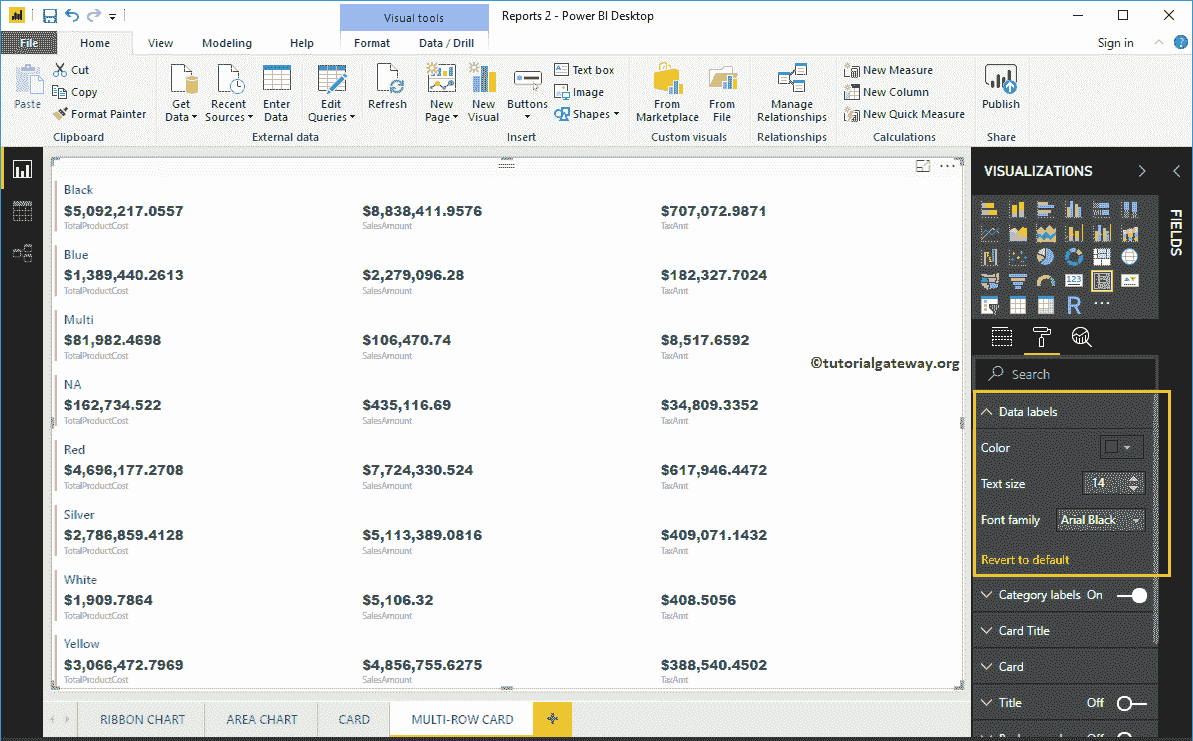 Visual tools
Reports 2 - Power BI Desktop
File Home View Modeling Help Format Data / Drill Sign in
Paste
Cut
Copy
Format Painter
Clipboard
Get Data
Recent Sources
Enter Data
Edit Queries
External data
Refresh
New Page
New Visual
Buttons
Text box
Image
Shapes
Insert
From Marketplace
From File
Custom visuals
Manage Relationships
Relationships
New Measure
New Column
New Quick Measure
Calculations
Publish
Share
Black
$5,092,217.0557 $8,838,411.9576 $707,072.9871
TotalProductCost SalesAmount TaxAmt
Blue
$1,389,440.2613 $2,279,096.28 $182,327.7024
TotalProductCost SalesAmount TaxAmt
Multi
$81,982.4698 $106,470.74 $8,517.6592
TotalProductCost SalesAmount TaxAmt
©tutorialgateway.org
NA
$162,734.522 $435,116.69 $34,809.3352
TotalProductCost SalesAmount TaxAmt
Red
$4,696,177.2708 $7,724,330.524 $617,946.4472
TotalProductCost SalesAmount TaxAmt
Silver
$2,786,859.4128 $5,113,389.0816 $409,071.1432
TotalProductCost SalesAmount TaxAmt
White
$1,909.7864 $5,106.32 $408.5056
TotalProductCost SalesAmount TaxAmt
Yellow
$3,066,472.7969 $4,856,755.6275 $388,540.4502
TotalProductCost SalesAmount TaxAmt
VISUALIZATIONS
FIELDS
123
R
Search
Data labels
Color
Text size 14
Font family Arial Black
Revert to default
Category labels On
Card Title
Card
Title Off
RIBBON CHART AREA CHART CARD MULTI-ROW CARD